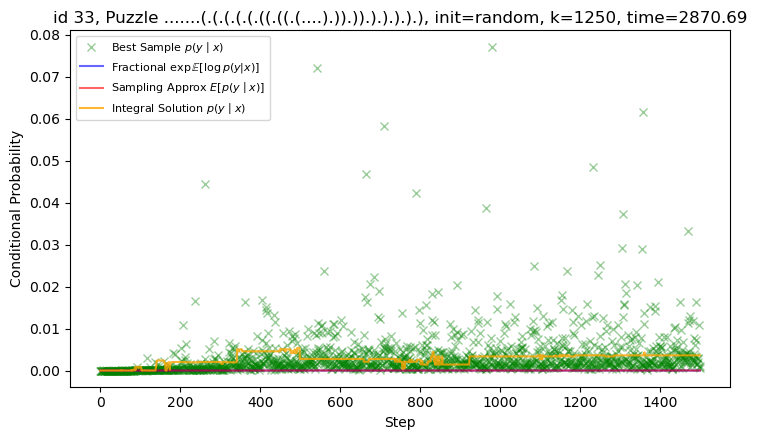 id 33, Puzzle .......(.(.(.(.(.((.((.(....).)).)).).).).).), init=random, k=1250, time=2870.69
Best Sample p(y | x)
Fractional exp𝔼[log p(y|x)]
Sampling Approx E[p(y | x)]
Integral Solution p(y | x)
Conditional Probability
0.08
0.07
0.06
0.05
0.04
0.03
0.02
0.01
0.00
0 200 400 600 800 1000 1200 1400
Step